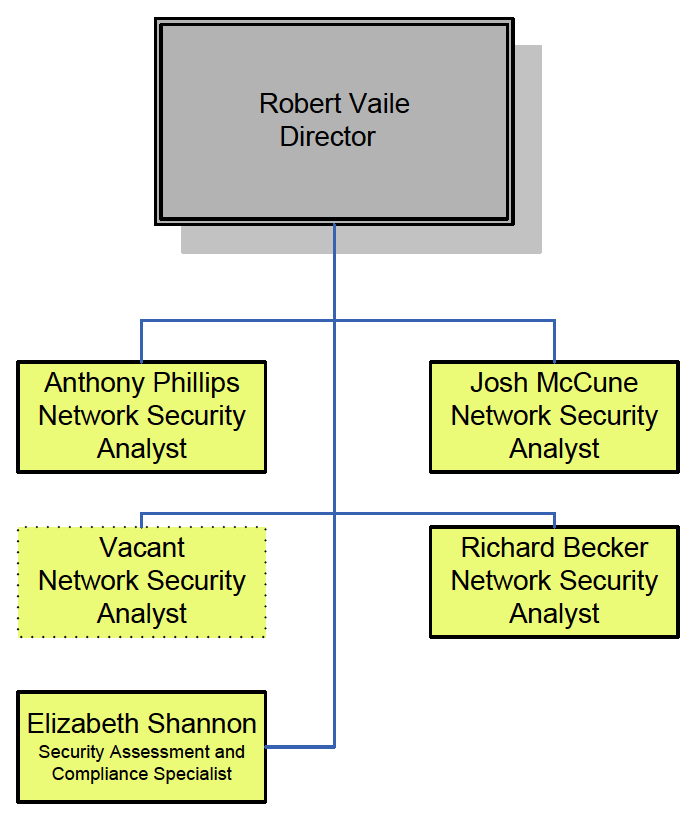 Robert Vaile
Director
Anthony Phillips
Network Security
Analyst
Josh McCune
Network Security
Analyst
Vacant
Network Security
Analyst
Richard Becker
Network Security
Analyst
Elizabeth Shannon
Security Assessment and
Compliance Specialist